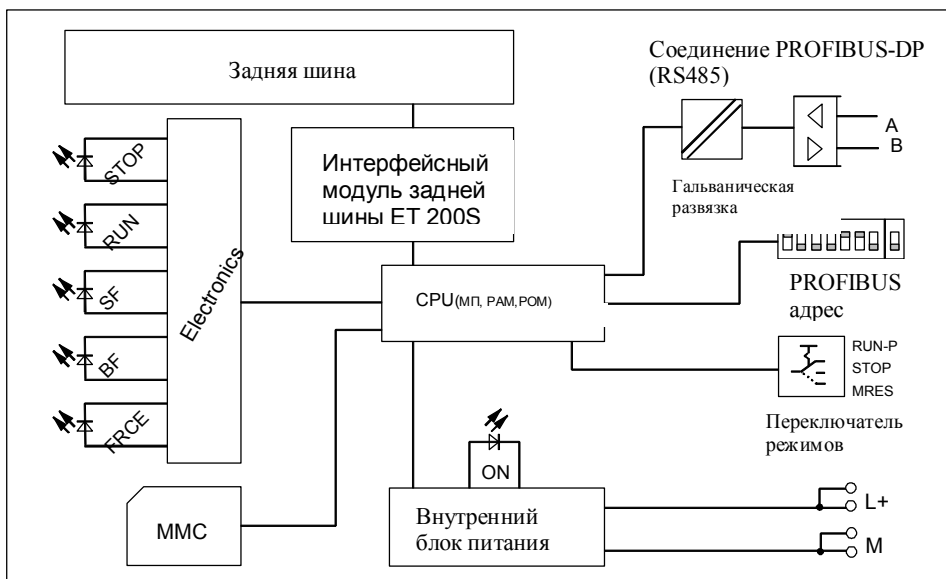 Задняя шина
Соединение PROFIBUS-DP
(RS485)
A
B
Гальваническая
развязка
Интерфейсный
модуль задней
шины ET 200S
STOP
RUN
SF
BF
FRCE
Electronics
CPU(МП, РАМ,РОМ)
PROFIBUS
адрес
RUN-P
STOP
MRES
Переключатель
режимов
ON
MMC
Внутренний
блок питания
L+
M